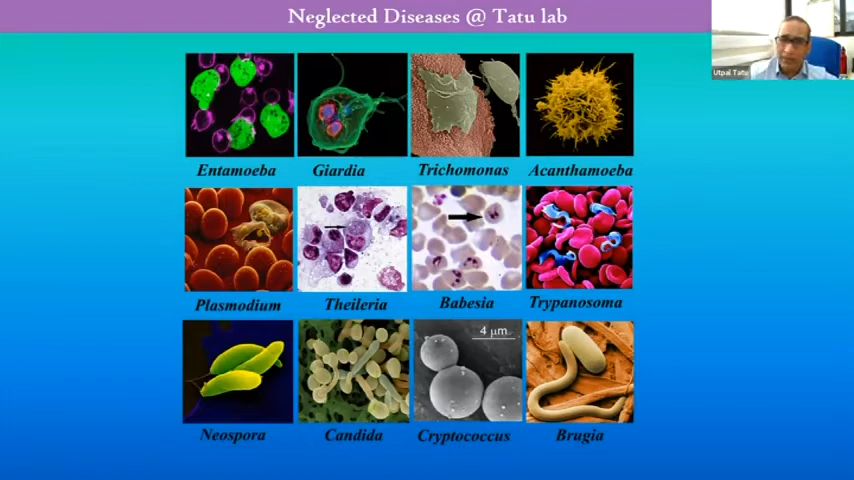 Neglected Diseases @ Tatu lab
Utpal Tatu
Entamoeba Giardia Trichomonas Acanthamoeba
Plasmodium Theileria Babesia Trypanosoma
4 μm
Neospora Candida Cryptococcus Brugia